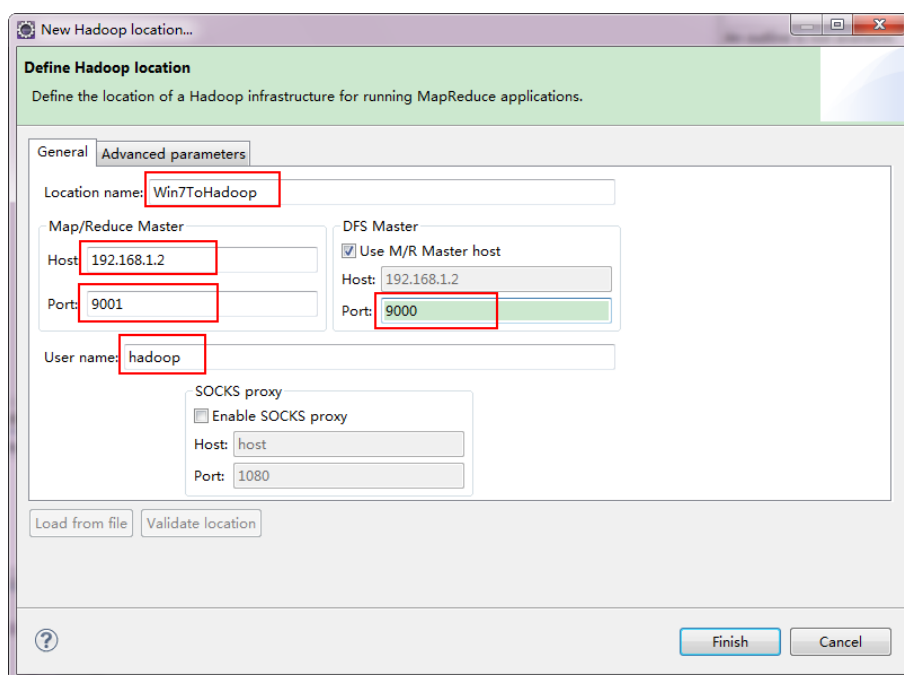 New Hadoop location...
Define Hadoop location
Define the location of a Hadoop infrastructure for running MapReduce applications.
General
Advanced parameters
Location name: Win7ToHadoop
Map/Reduce Master
Host: 192.168.1.2
Port: 9001
DFS Master
Use M/R Master host
Host: 192.168.1.2
Port: 9000
User name: hadoop
SOCKS proxy
Enable SOCKS proxy
Host: host
Port: 1080
Load from file
Validate location
?
Finish
Cancel